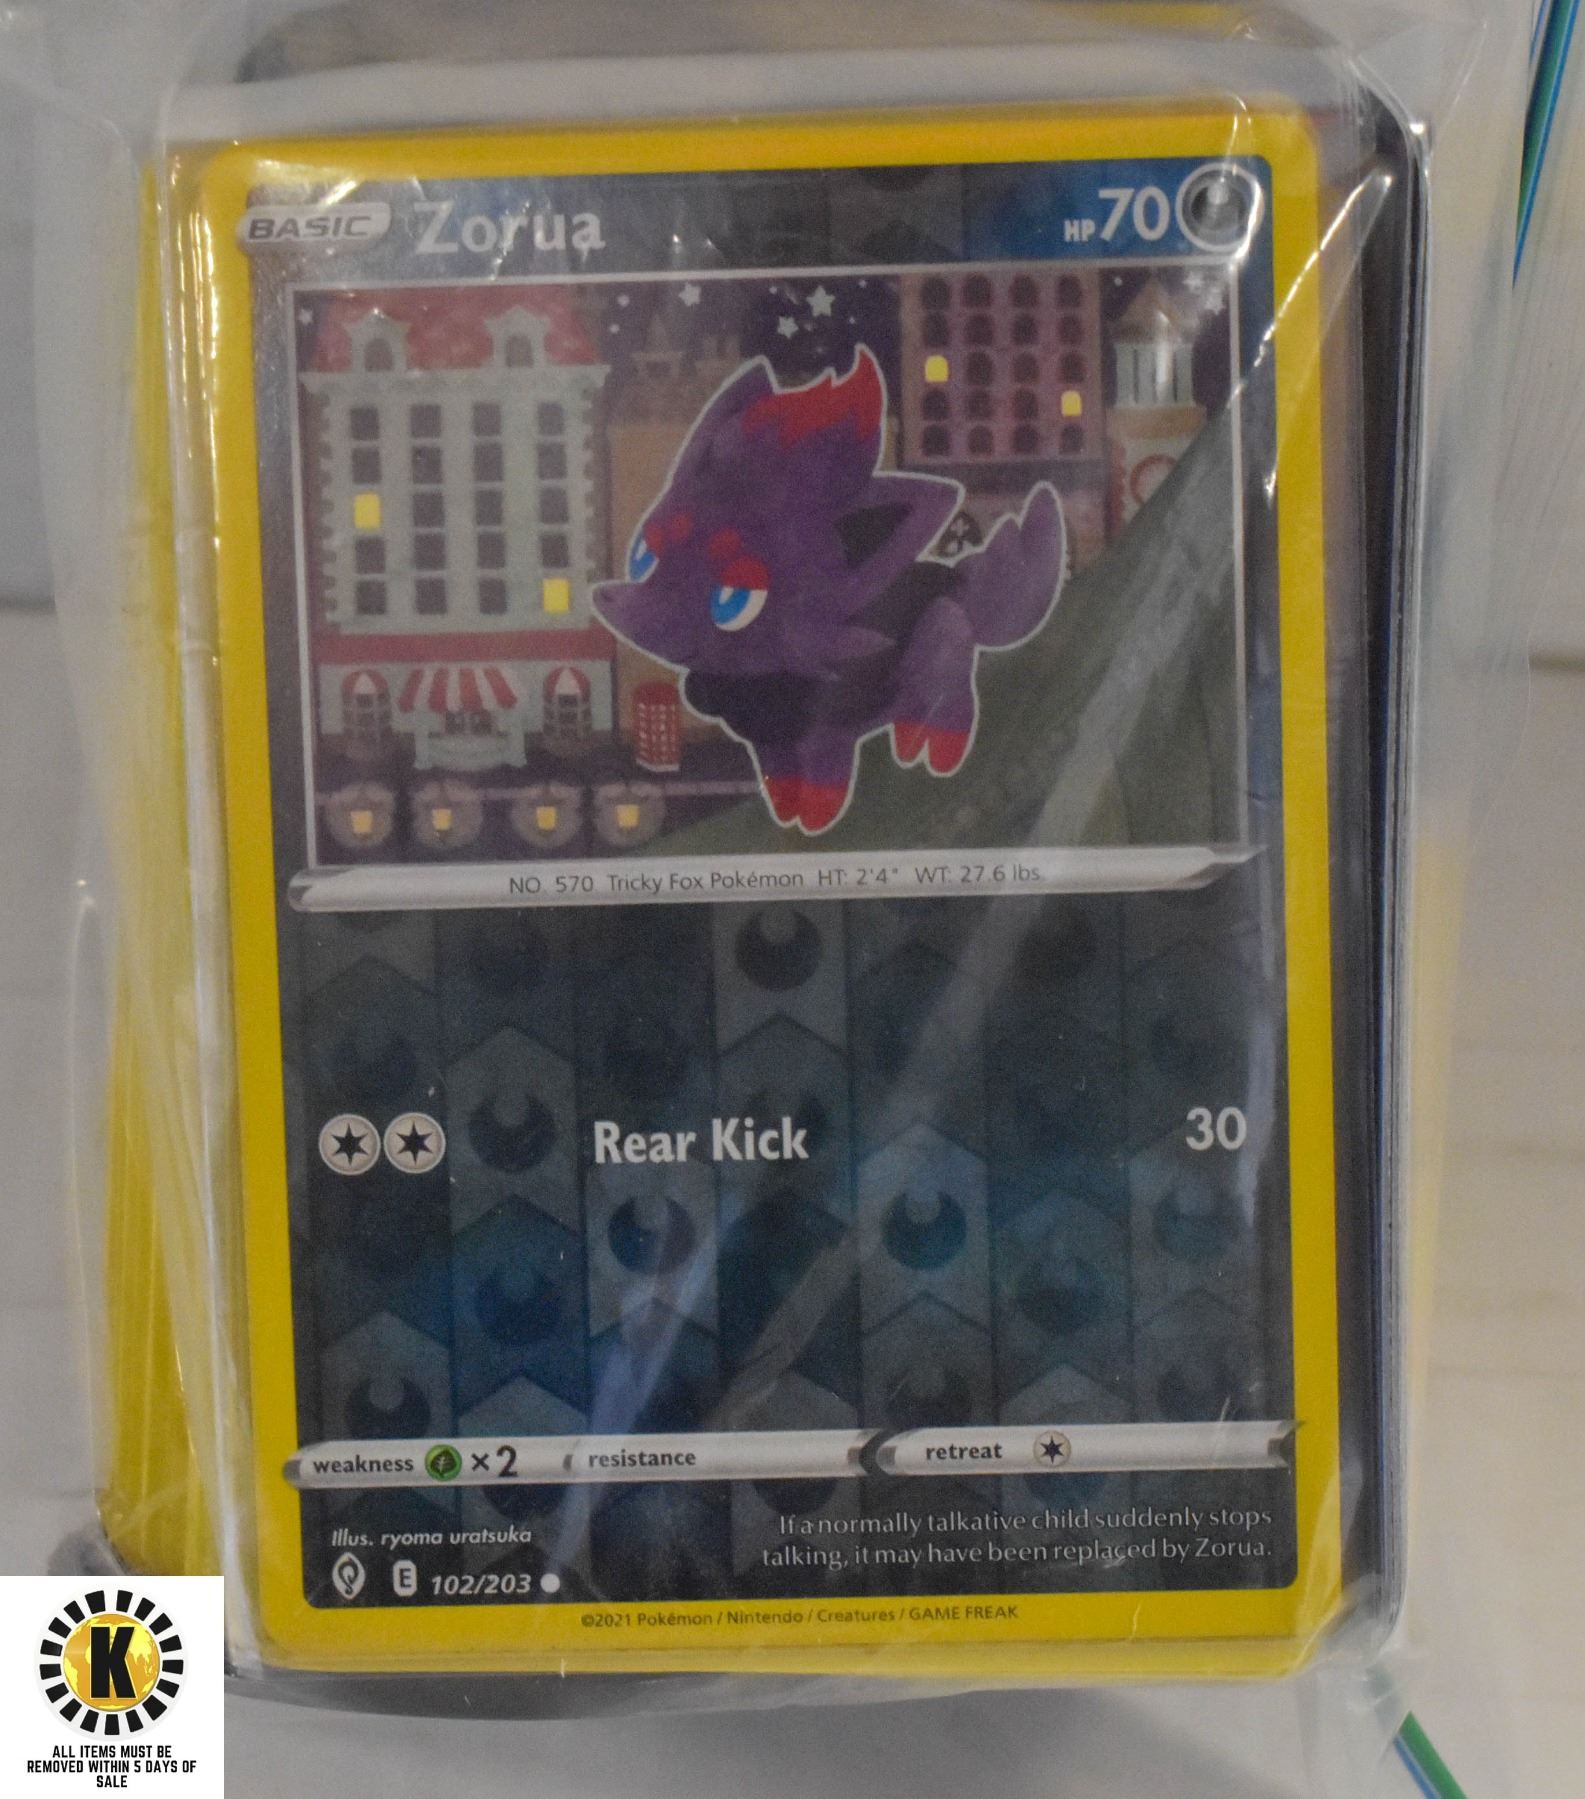 BASIC Zorua HP 70
NO. 570 Tricky Fox Pokémon HT: 2'4" WT: 27.6 lbs.
Rear Kick 30
weakness ×2 resistance retreat
Illus. ryoma uratsuka
If a normally talkative child suddenly stops
talking, it may have been replaced by Zorua.
E 102/203
©2021 Pokémon / Nintendo / Creatures / GAME FREAK
K
ALL ITEMS MUST BE
REMOVED WITHIN 5 DAYS OF
SALE